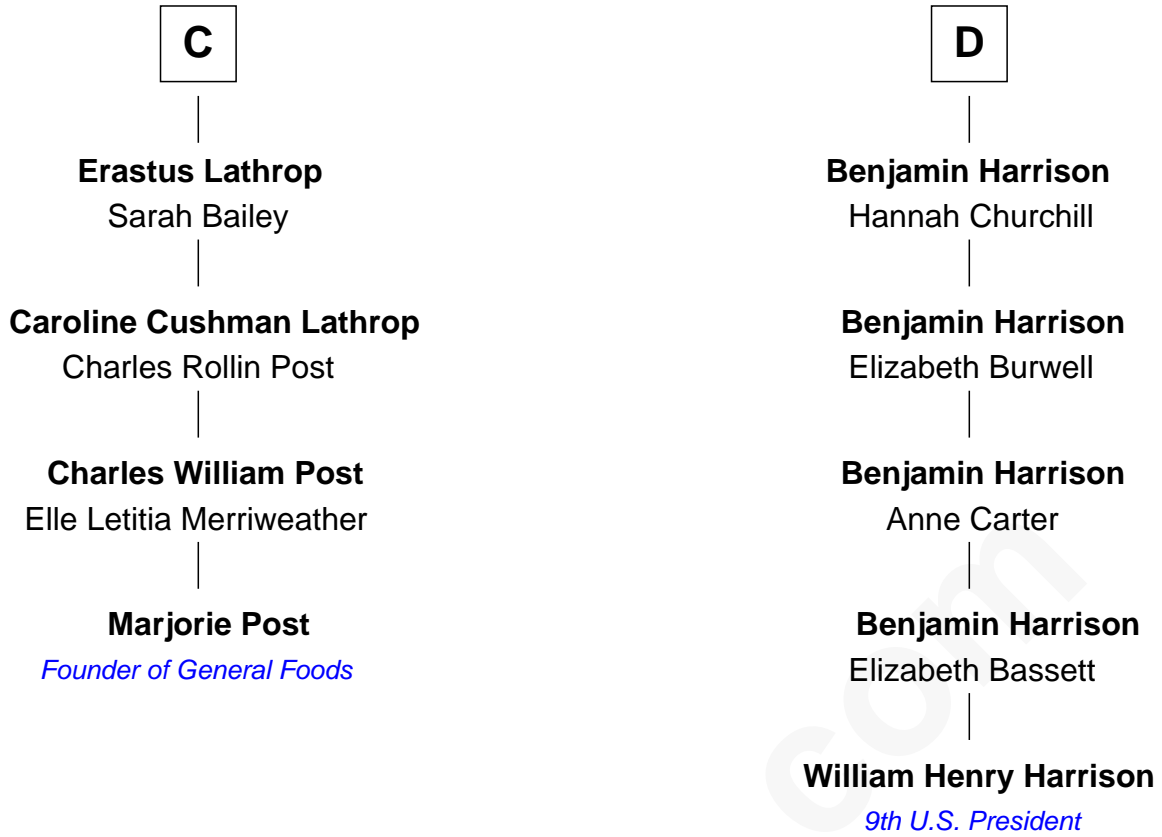 C
Erastus Lathrop
Sarah Bailey
Caroline Cushman Lathrop
Charles Rollin Post
Charles William Post
Elle Letitia Merriweather
Marjorie Post
Founder of General Foods
D
Benjamin Harrison
Hannah Churchill
Benjamin Harrison
Elizabeth Burwell
Benjamin Harrison
Anne Carter
Benjamin Harrison
Elizabeth Bassett
William Henry Harrison
9th U.S. President
com